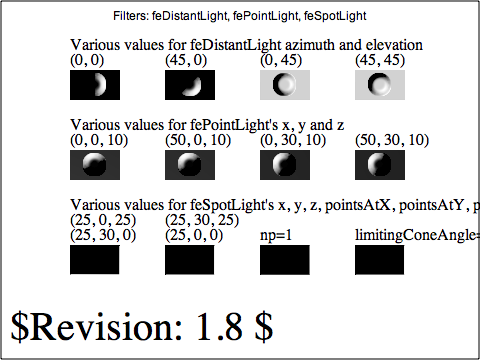 Filters: feDistantLight, fePointLight, feSpotLight
Various values for feDistantLight azimuth and elevation
(0, 0) (45, 0) (0, 45) (45, 45)
Various values for fePointLight's x, y and z
(0, 0, 10) (50, 0, 10) (0, 30, 10) (50, 30, 10)
Various values for feSpotLight's x, y, z, pointsAtX, pointsAtY, p
(25, 0, 25) (25, 30, 25)
(25, 30, 0) (25, 0, 0) np=1 limitingConeAngle=
$Revision: 1.8 $